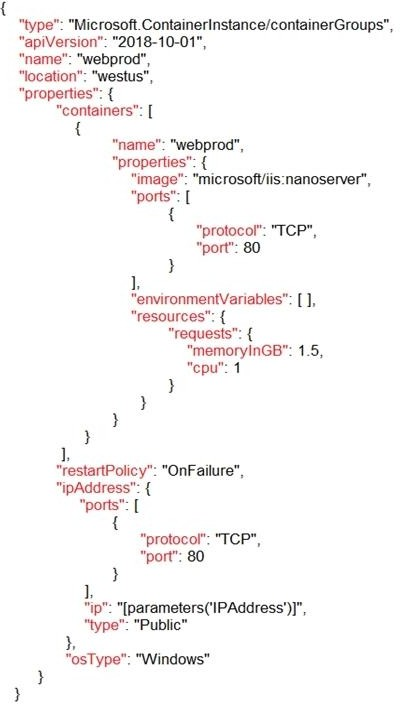 {
"type": "Microsoft.ContainerInstance/containerGroups",
"apiVersion": "2018-10-01",
"name": "webprod",
"location": "westus",
"properties": {
"containers": [
{
"name": "webprod",
"properties": {
"image": "microsoft/iis:nanoserver",
"ports": [
{
"protocol": "TCP",
"port": 80
}
],
"environmentVariables": [ ],
"resources": {
"requests": {
"memoryInGB": 1.5,
"cpu": 1
}
}
}
}
],
"restartPolicy": "OnFailure",
"ipAddress": {
"ports": [
{
"protocol": "TCP",
"port": 80
}
],
"ip": "[parameters('IPAddress')]",
"type": "Public"
},
"osType": "Windows"
}
}